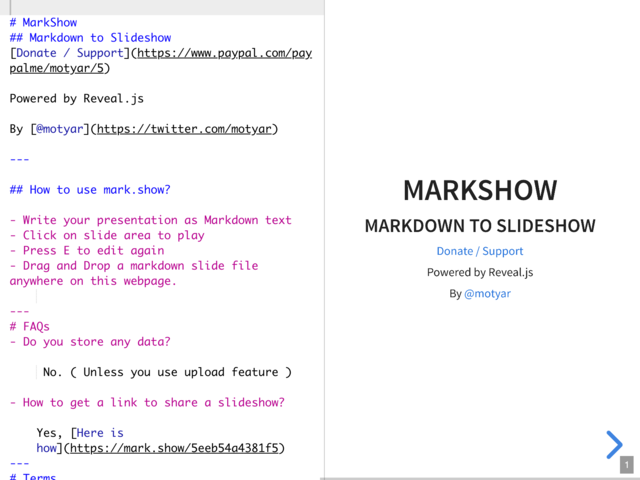 # MarkShow
## Markdown to Slideshow
[Donate / Support](https://www.paypal.com/pay
palme/motyar/5)
Powered by Reveal.js
By [@motyar](https://twitter.com/motyar)
---
## How to use mark.show?
- Write your presentation as Markdown text
- Click on slide area to play
- Press E to edit again
- Drag and Drop a markdown slide file
anywhere on this webpage.
---
# FAQs
- Do you store any data?
No. ( Unless you use upload feature )
- How to get a link to share a slideshow?
Yes, [Here is
how](https://mark.show/5eeb54a4381f5)
---
# Terms
MARKSHOW
MARKDOWN TO SLIDESHOW
Donate / Support
Powered by Reveal.js
By @motyar
1